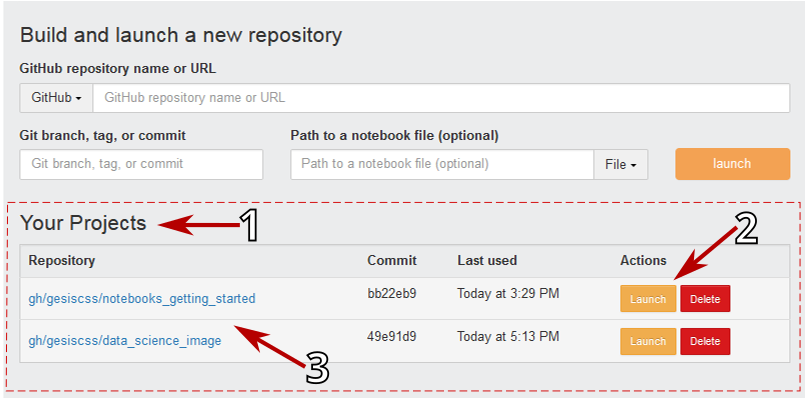 Build and launch a new repository
GitHub repository name or URL
GitHub GitHub repository name or URL
Git branch, tag, or commit Path to a notebook file (optional)
Git branch, tag, or commit Path to a notebook file (optional) File launch
Your Projects 1
2
Repository Commit Last used Actions
gh/gesiscss/notebooks_getting_started bb22eb9 Today at 3:29 PM Launch Delete
gh/gesiscss/data_science_image 49e91d9 Today at 5:13 PM Launch Delete
3